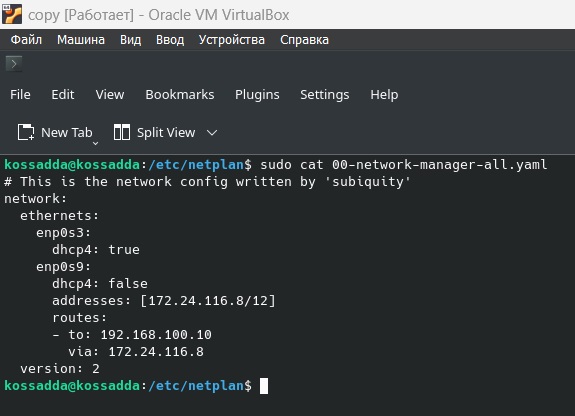 copy [Работает] - Oracle VM VirtualBox
Файл Машина Вид Ввод Устройства Справка
File Edit View Bookmarks Plugins Settings Help
New Tab Split View
kossadda@kossadda:/etc/netplan$ sudo cat 00-network-manager-all.yaml
# This is the network config written by 'subiquity'
network:
  ethernets:
    enp0s3:
      dhcp4: true
    enp0s9:
      dhcp4: false
      addresses: [172.24.116.8/12]
      routes:
      - to: 192.168.100.10
        via: 172.24.116.8
  version: 2
kossadda@kossadda:/etc/netplan$